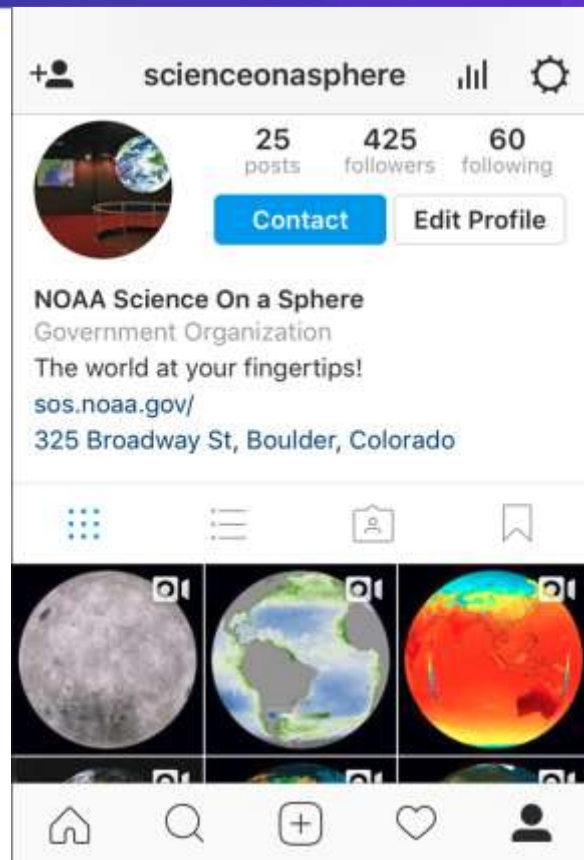 scienceonasphere
25 425 60
posts followers following
Contact Edit Profile
NOAA Science On a Sphere
Government Organization
The world at your fingertips!
sos.noaa.gov/
325 Broadway St, Boulder, Colorado